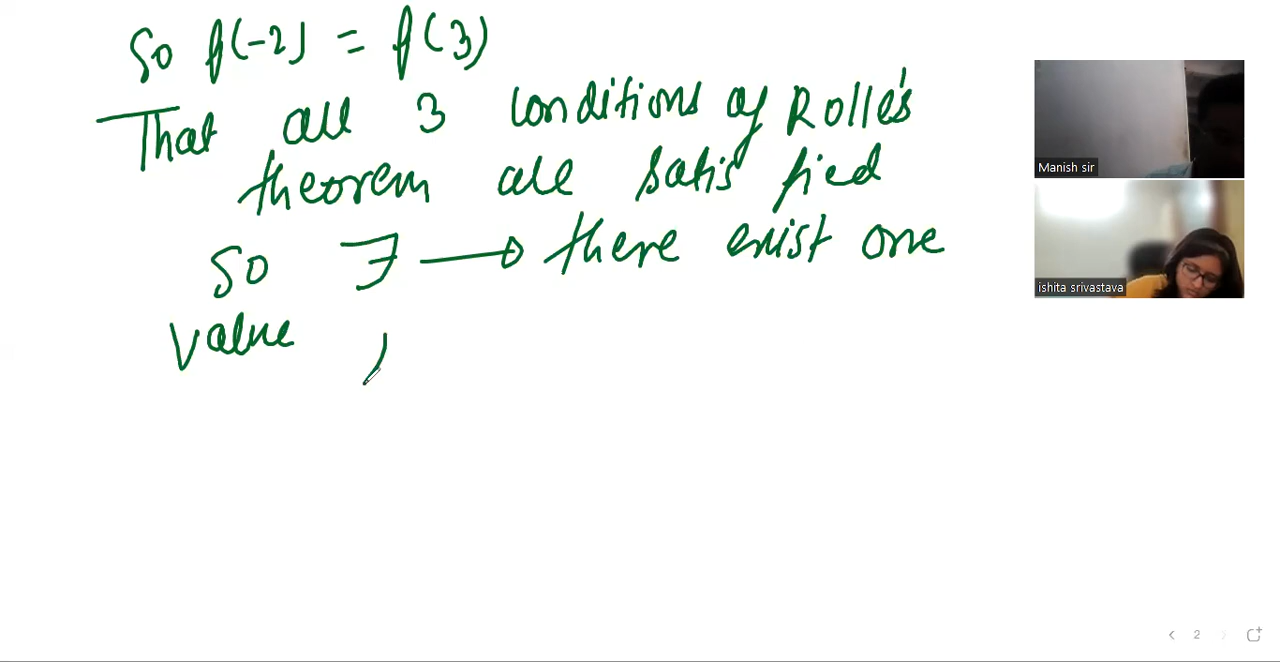 So f(-2) = f(3)
That all 3 conditions of Rolle's
theorem are satisfied
so ∃ → there exist one
value
Manish sir
ishita srivastava
2